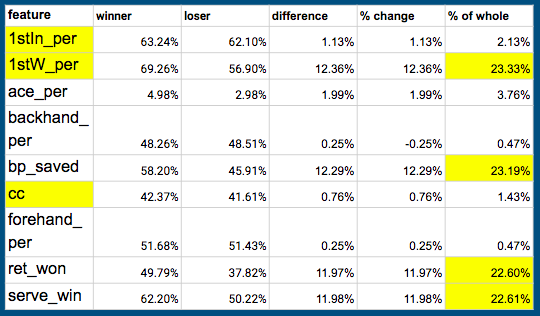 feature winner loser difference % change % of whole
1stIn_per 63.24% 62.10% 1.13% 1.13% 2.13%
1stW_per 69.26% 56.90% 12.36% 12.36% 23.33%
ace_per 4.98% 2.98% 1.99% 1.99% 3.76%
backhand_
per 48.26% 48.51% 0.25% -0.25% 0.47%
bp_saved 58.20% 45.91% 12.29% 12.29% 23.19%
cc 42.37% 41.61% 0.76% 0.76% 1.43%
forehand_
per 51.68% 51.43% 0.25% 0.25% 0.47%
ret_won 49.79% 37.82% 11.97% 11.97% 22.60%
serve_win 62.20% 50.22% 11.98% 11.98% 22.61%